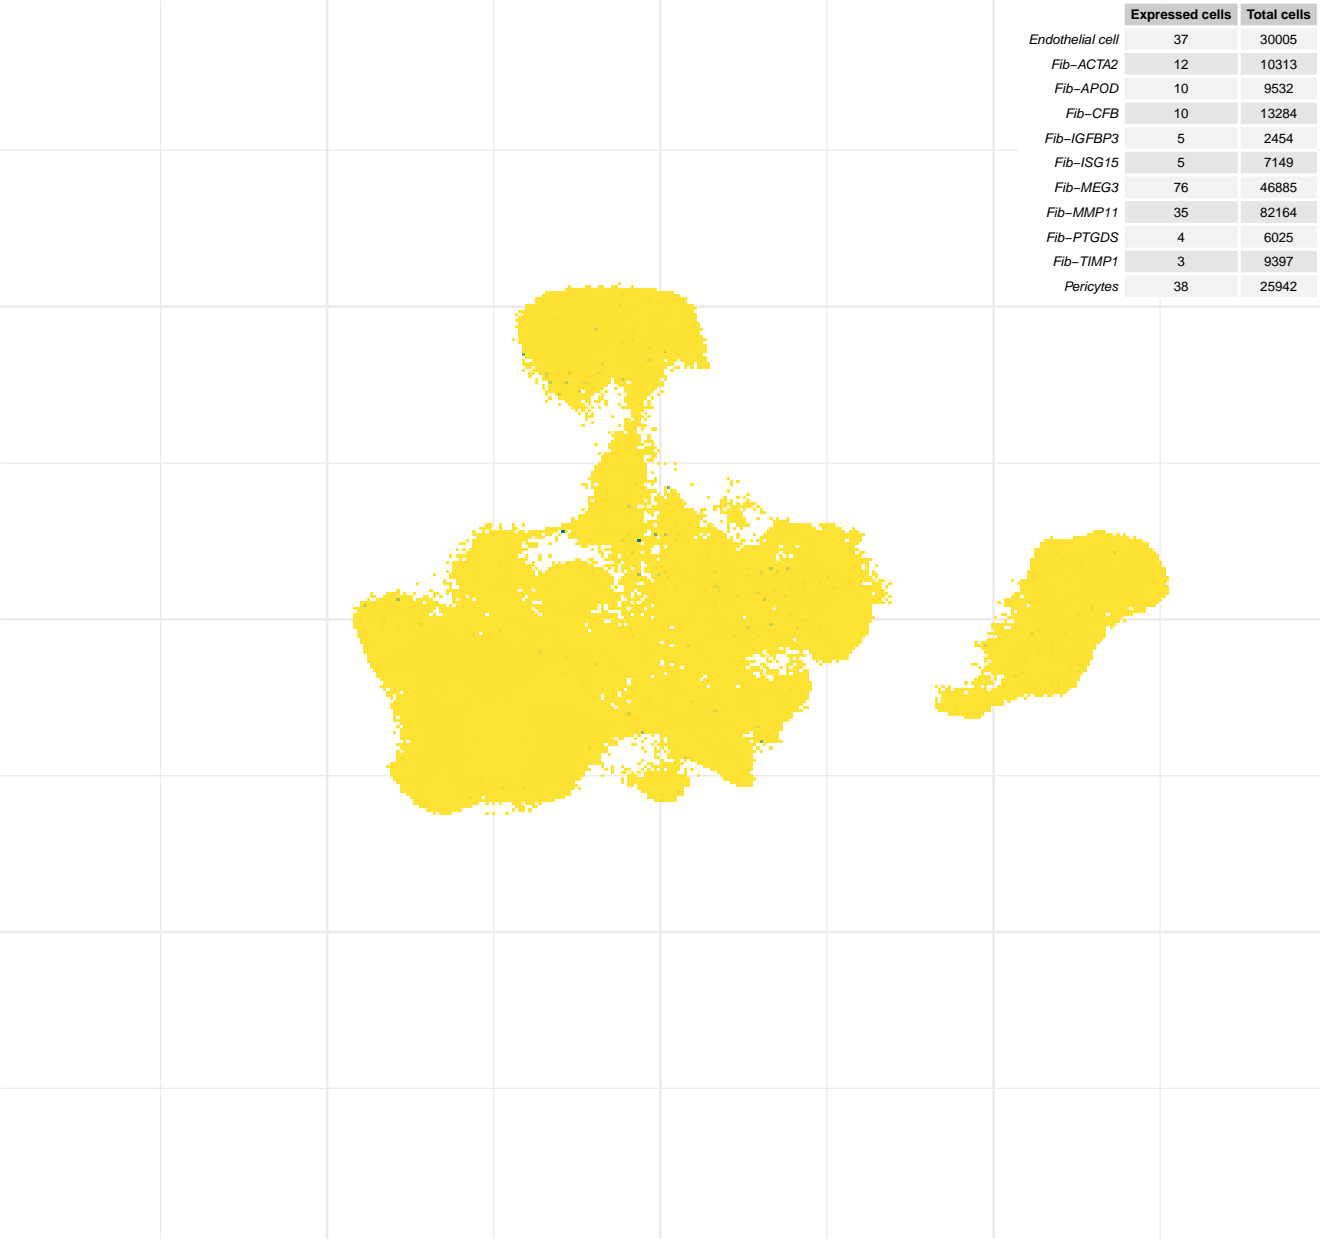 Expressed cells Total cells
Endothelial cell 37 30005
Fib−ACTA2 12 10313
Fib−APOD 10 9532
Fib−CFB 10 13284
Fib−IGFBP3 5 2454
Fib−ISG15 5 7149
Fib−MEG3 76 46885
Fib−MMP11 35 82164
Fib−PTGDS 4 6025
Fib−TIMP1 3 9397
Pericytes 38 25942